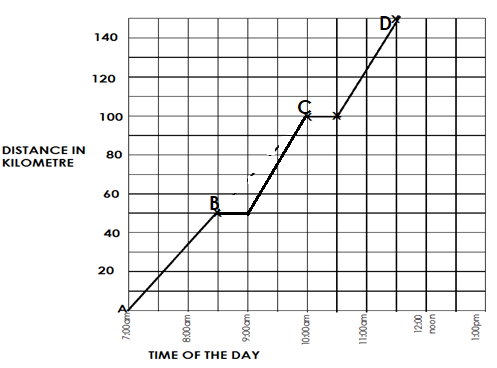 D
140
120
C
100
DISTANCE IN
KILOMETRE
80
60
B
40
20
A
7:00am
8:00am
9:00am
10:00am
11:00am
12:00
noon
1:00pm
TIME OF THE DAY